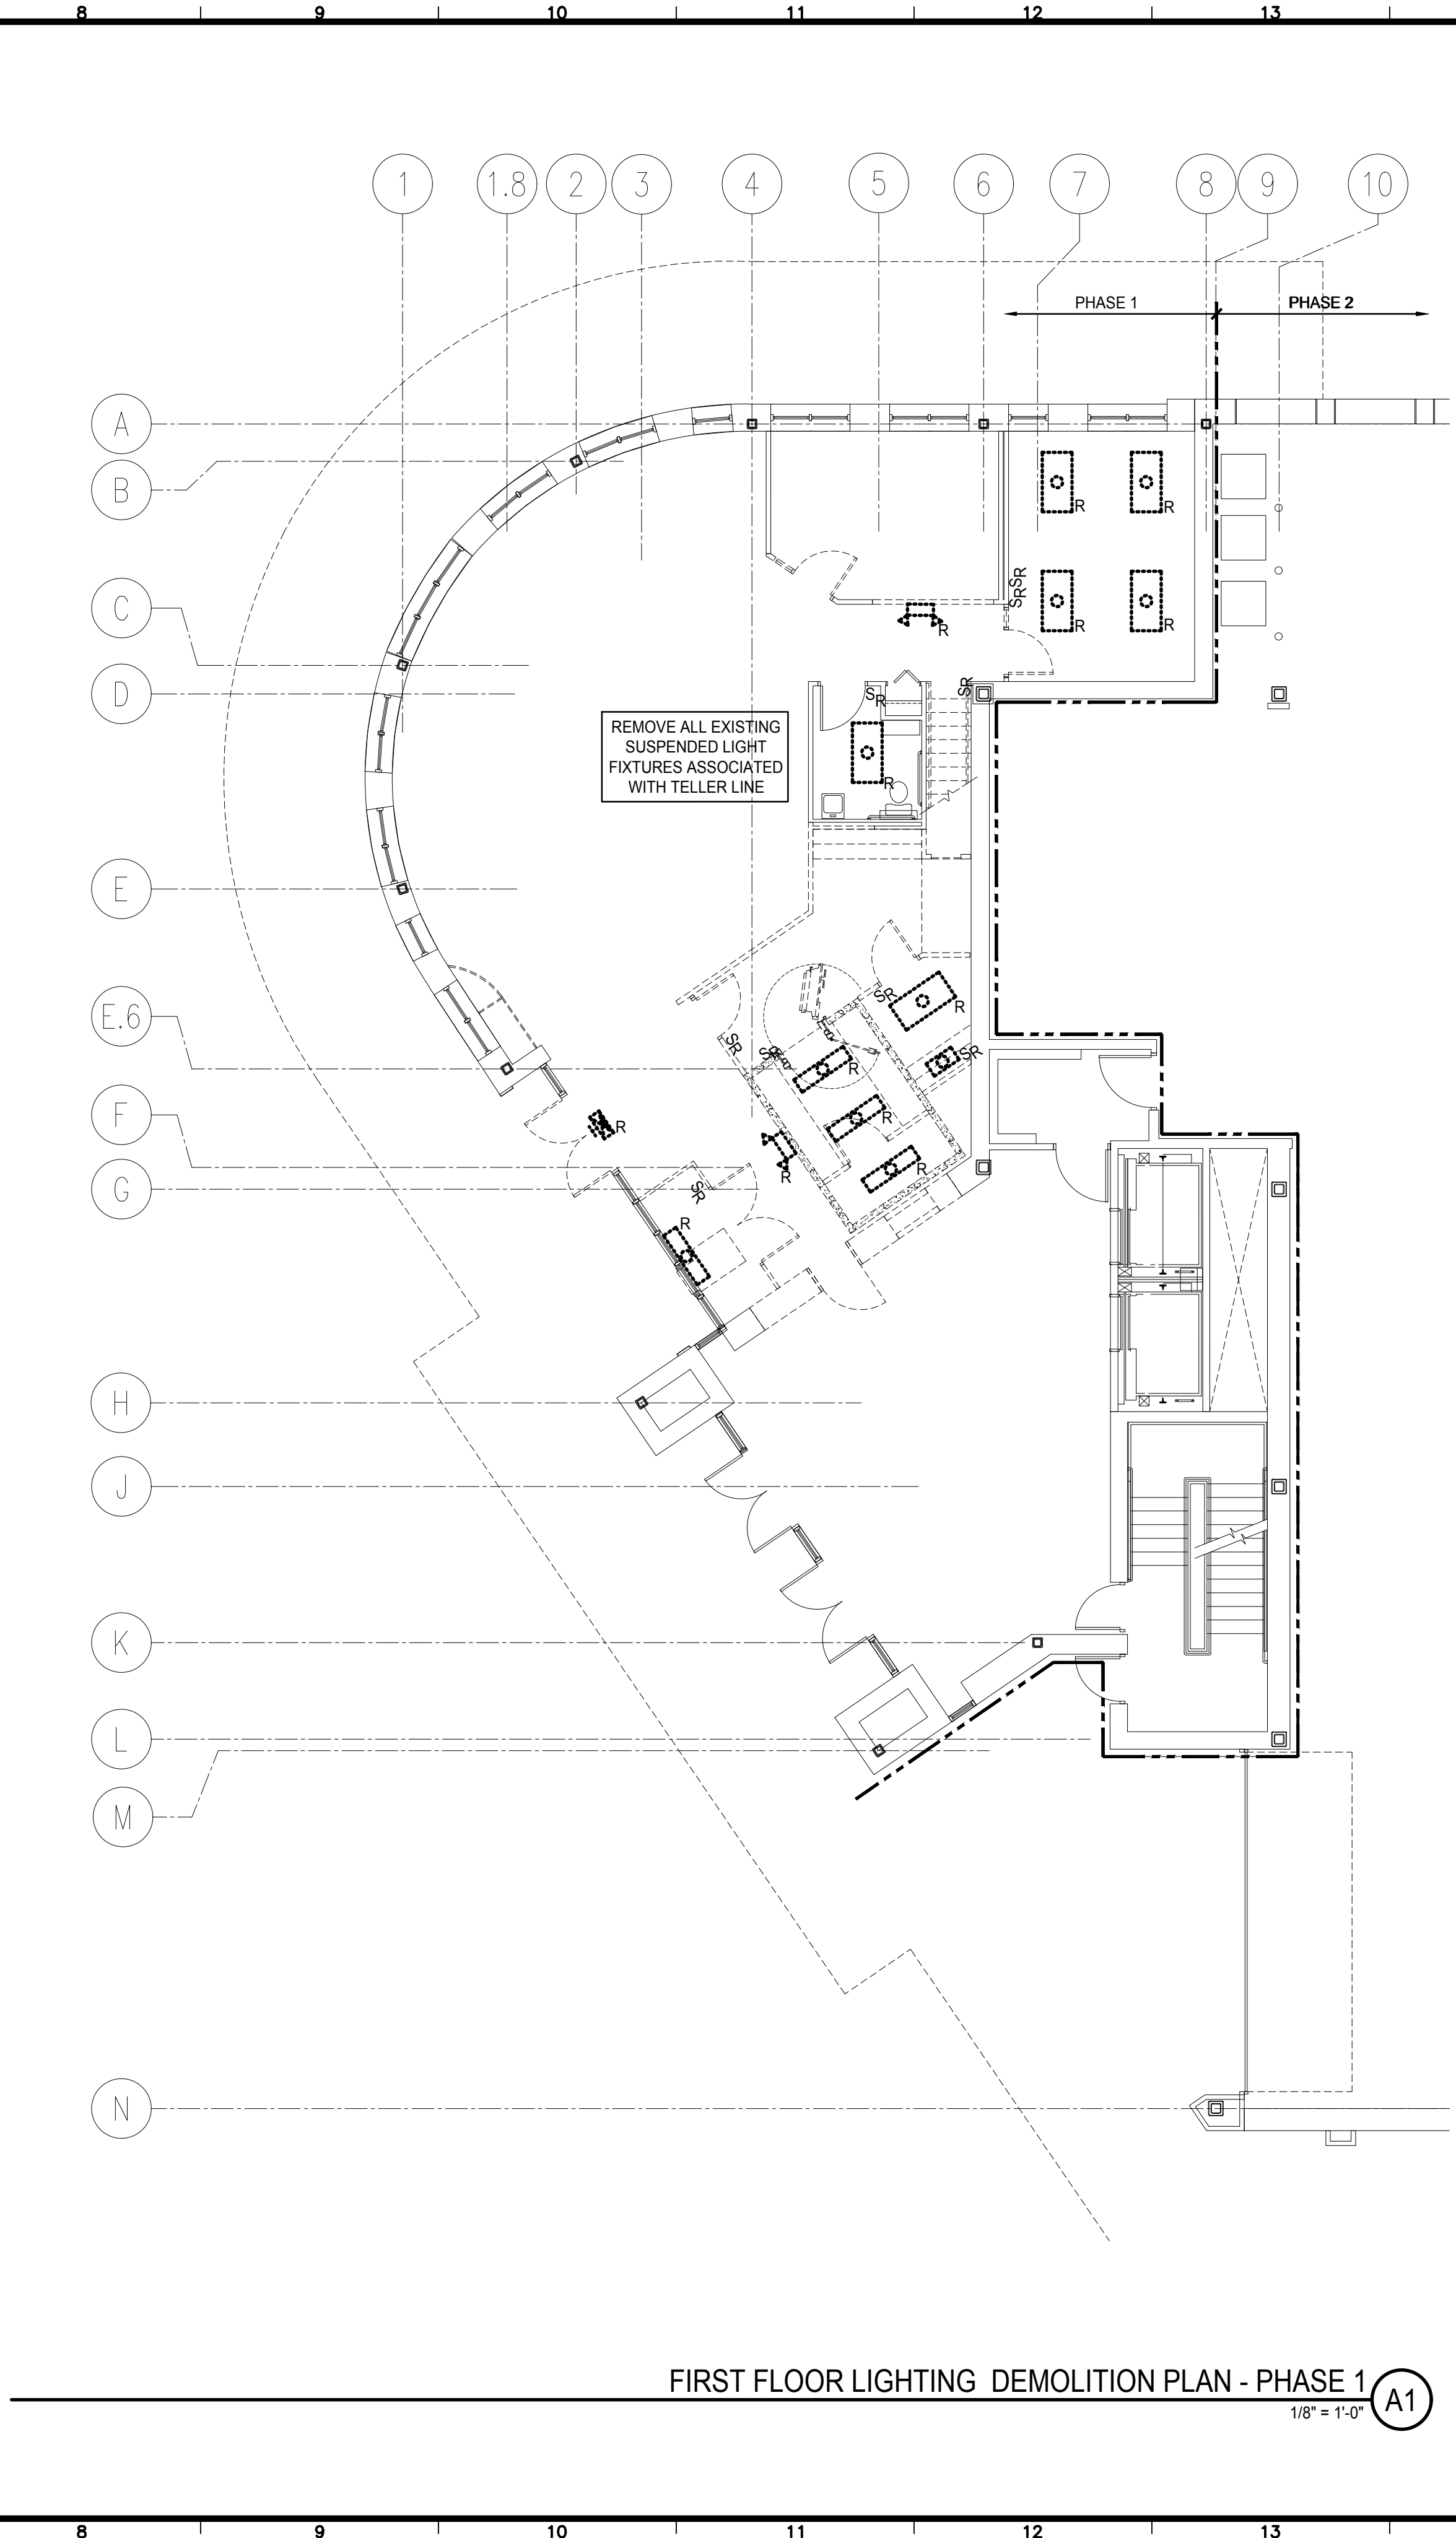 8 9 10 11 12 13
1 1.8 2 3 4 5 6 7 8 9 10
PHASE 1 PHASE 2
A
B
R R
C
SR
SR
R R
R
D
SR SR
REMOVE ALL EXISTING
SUSPENDED LIGHT
FIXTURES ASSOCIATED
WITH TELLER LINE
R
E
SR R
E.6
SR SR SR
R
F
R R
R R
G
SR
R
H
J
K
L
M
N
FIRST FLOOR LIGHTING DEMOLITION PLAN - PHASE 1
A1
1/8" = 1'-0"
8 9 10 11 12 13